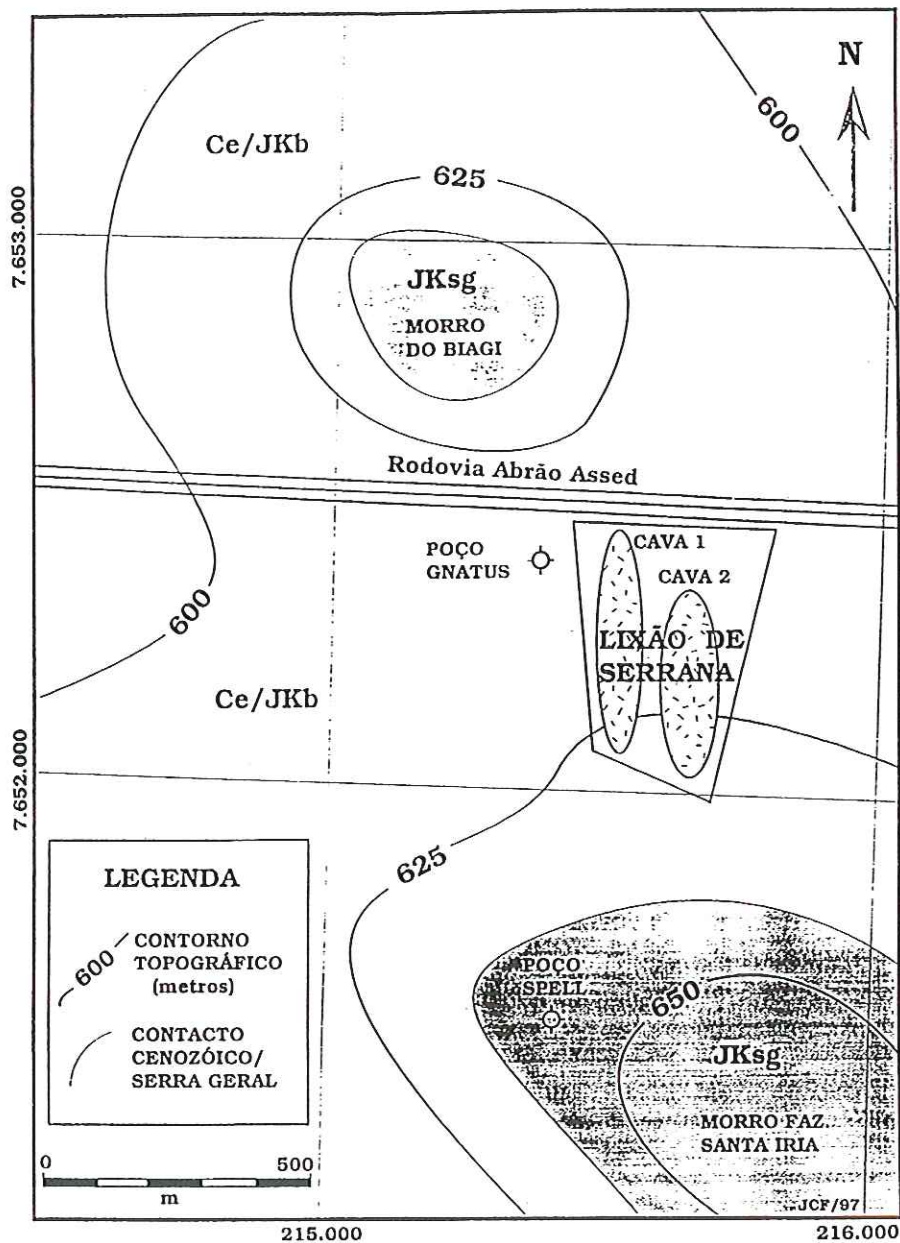 N
Ce/JKb
600
625
7.653.000
JKsg
MORRO
DO BIAGI
Rodovia Abrão Assed
POÇO
GNATUS
CAVA 1
CAVA 2
LIXÃO DE
SERRANA
600
Ce/JKb
7.652.000
625
LEGENDA
600
CONTORNO
TOPOGRÁFICO
(metros)
CONTACTO
CENOZÓICO/
SERRA GERAL
POÇO
SPELL
650
JKsg
MORRO FAZ.
SANTA IRIA
0
500
m
JCF/97
215.000
216.000